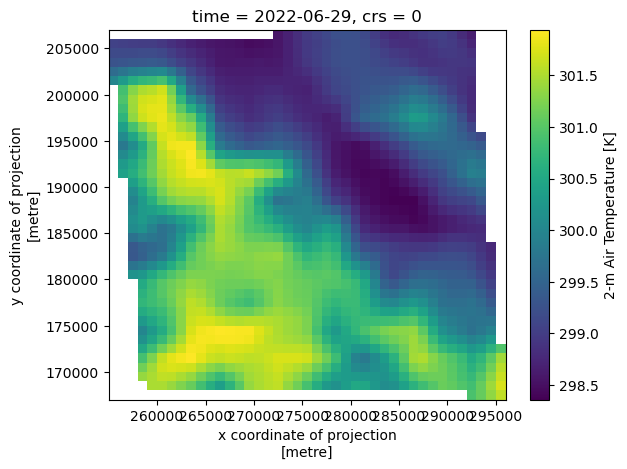 time = 2022-06-29, crs = 0
205000
200000
195000
190000
185000
180000
175000
170000
y coordinate of projection
[metre]
260000 265000 270000 275000 280000 285000 290000 295000
x coordinate of projection
[metre]
301.5
301.0
300.5
300.0
299.5
299.0
298.5
2-m Air Temperature [K]